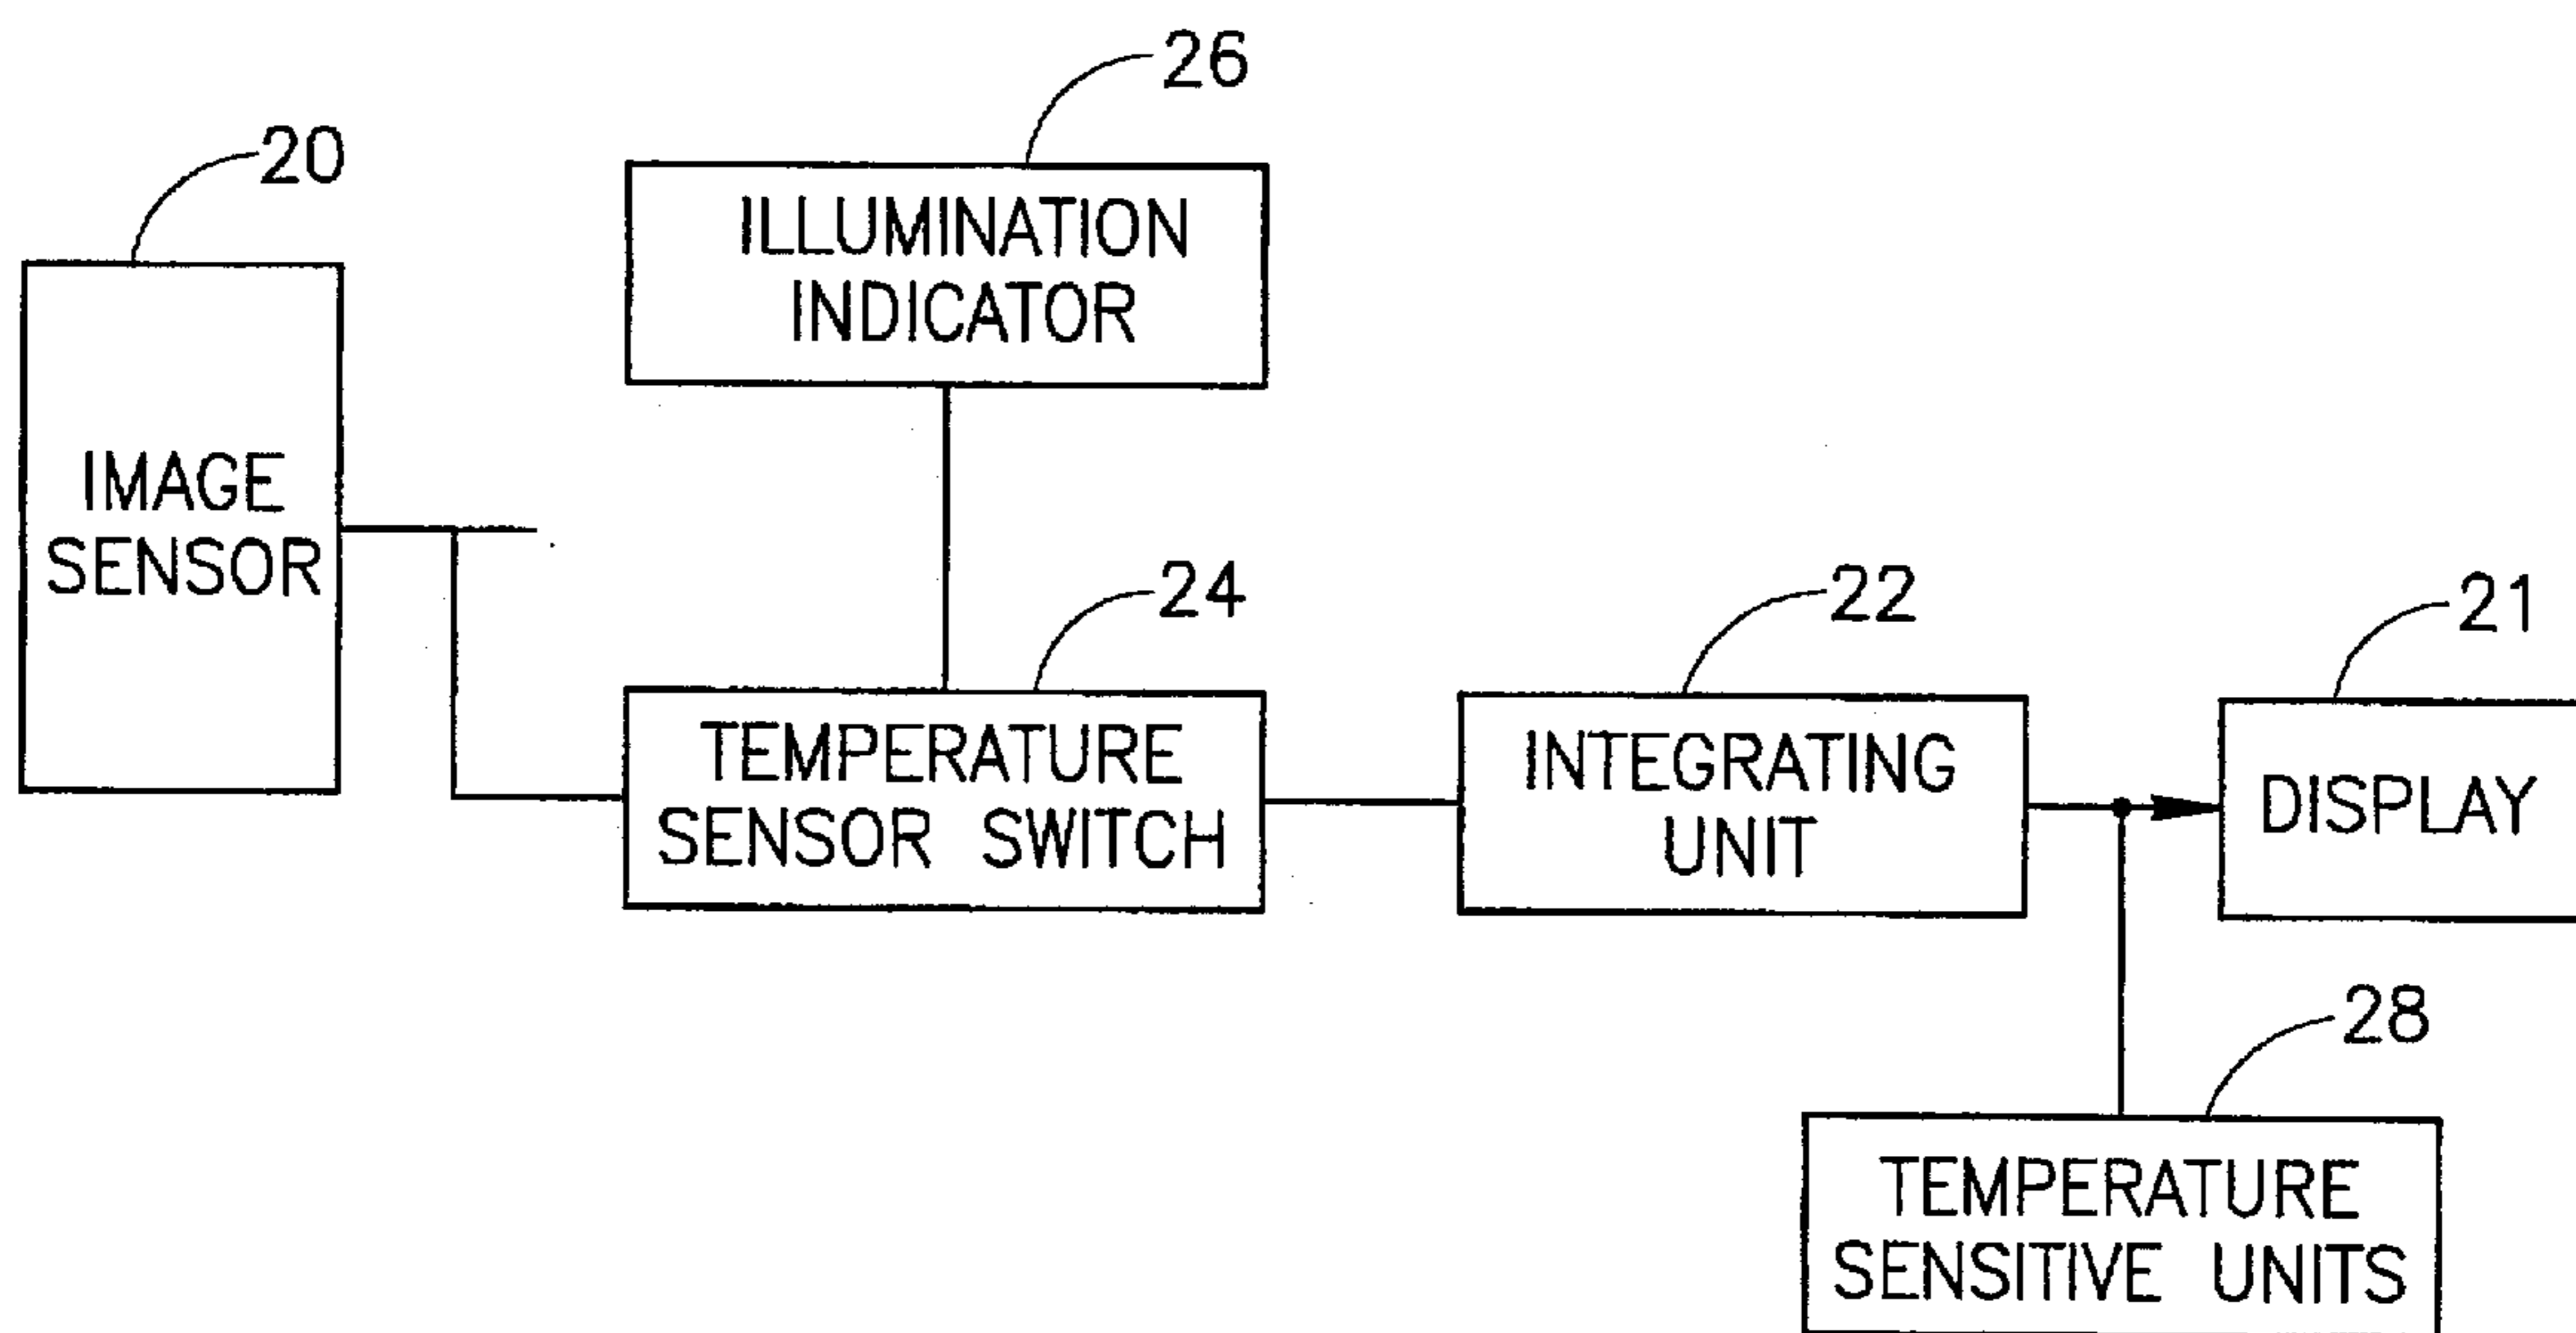 26
20
ILLUMINATION
INDICATOR
IMAGE
SENSOR
24
22
21
TEMPERATURE
SENSOR SWITCH
INTEGRATING
UNIT
DISPLAY
28
TEMPERATURE
SENSITIVE UNITS